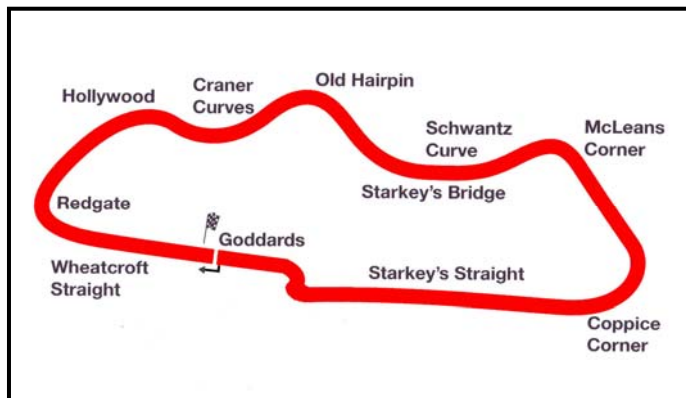 Hollywood
Craner
Curves
Old Hairpin
Schwantz
Curve
McLeans
Corner
Starkey's Bridge
Redgate
Goddards
Wheatcroft
Straight
Starkey's Straight
Coppice
Corner